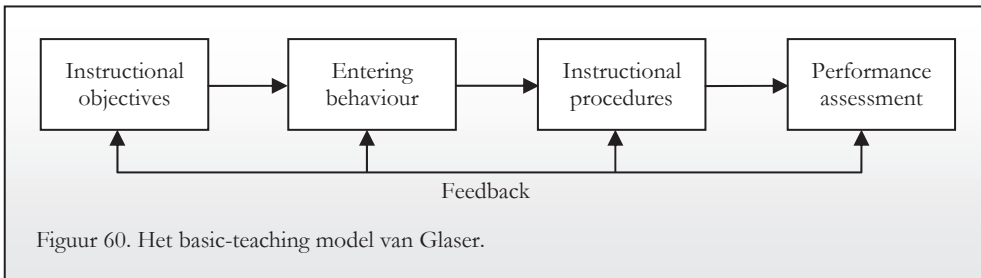 Instructional
objectives
Entering
behaviour
Instructional
procedures
Performance
assessment
Feedback
Figuur 60. Het basic-teaching model van Glaser.